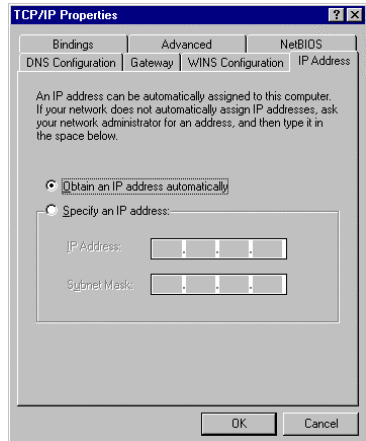 TCP/IP Properties
Bindings Advanced NetBIOS
DNS Configuration Gateway WINS Configuration IP Address
An IP address can be automatically assigned to this computer.
If your network does not automatically assign IP addresses, ask
your network administrator for an address, and then type it in
the space below.
Obtain an IP address automatically
Specify an IP address:
IP Address:
Subnet Mask:
OK Cancel